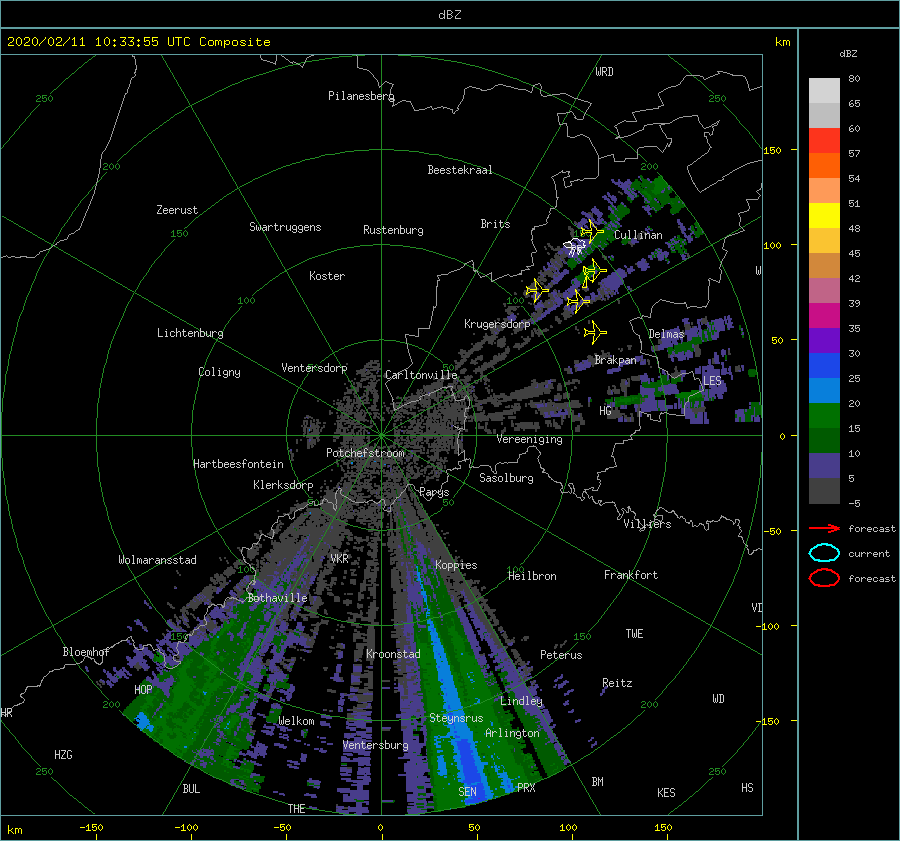 dBZ
2020/02/11 10:33:55 UTC Composite
km
dBZ
80
65
60
57
54
51
48
45
42
39
35
30
25
20
15
10
5
-5
forecast
current
forecast
WRD
250
Pilanesberg
250
150
200
Beestekraal
200
Zeerust
150
Swartruggens
Rustenburg
Brits
Cullinan
100
Koster
100
100
W
Lichtenburg
Krugersdorp
Delmas
50
Coligny
Ventersdorp
Carltonville
Brakpan
LES
HG
Vereeniging
0
Potchefstroom
Hartbeesfontein
Klerksdorp
Parys
Sasolburg
50
50
Villiers
-50
Wolmaransstad
VKR
Koppies
100
100
Heilbron
Frankfort
Bothaville
VI
-100
150
150
TWE
Bloemhof
Kroonstad
Peterus
HOP
Reitz
WD
200
Lindley
200
HR
Welkom
Steynsrus
-150
Arlington
HZG
Ventersburg
250
250
BUL
SEN
PRX
BM
KES
HS
THE
km
-150
-100
-50
0
50
100
150